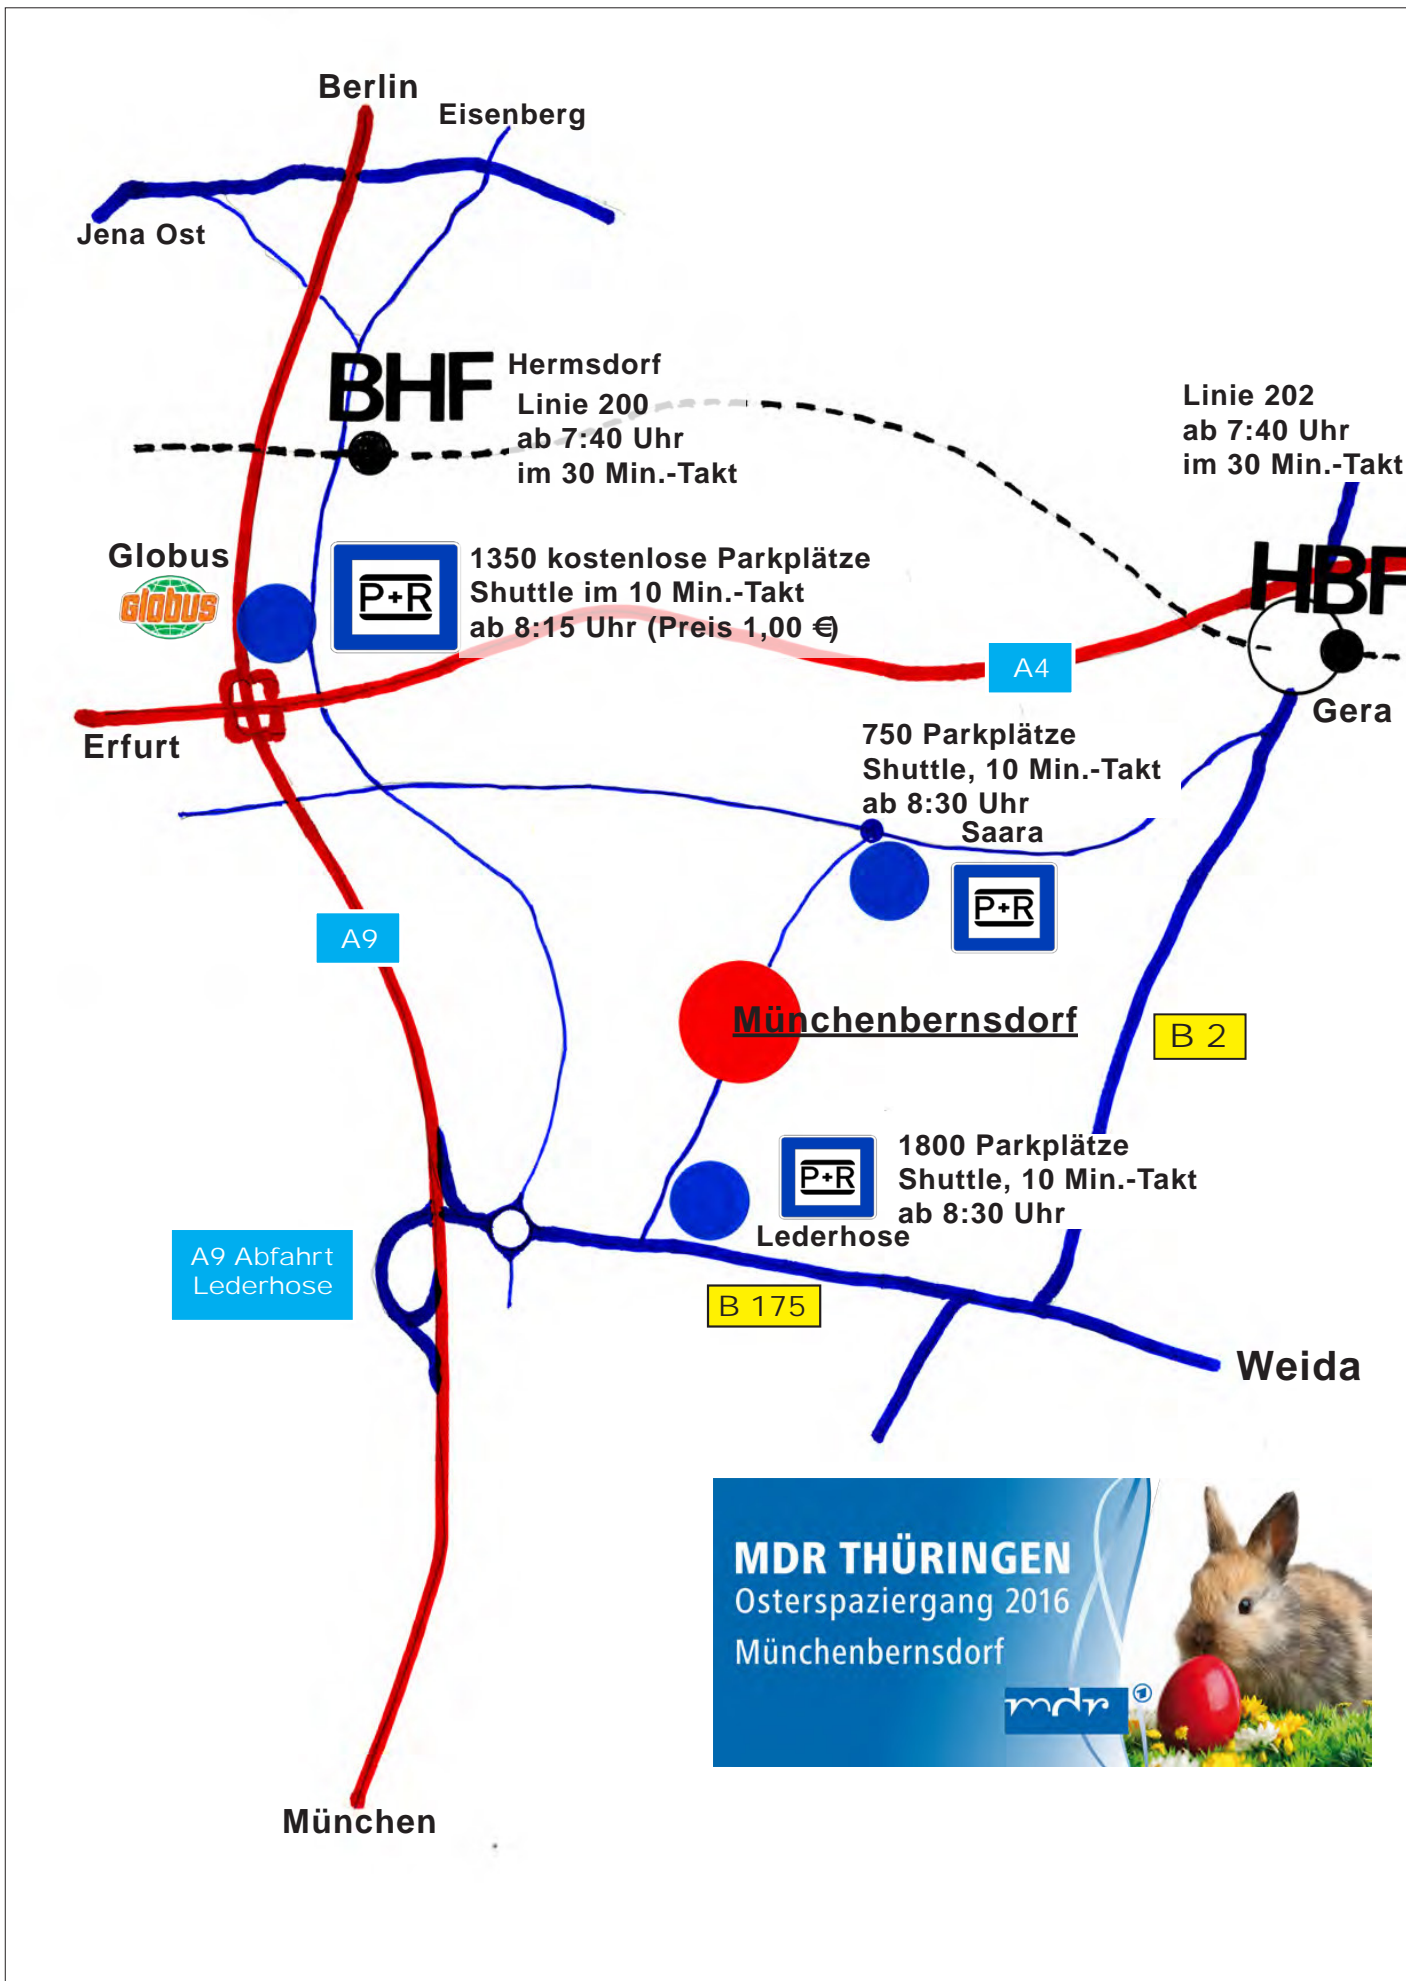 Berlin
Eisenberg
Jena Ost
BHF
Hermsdorf
Linie 200
ab 7:40 Uhr
im 30 Min.-Takt
Linie 202
ab 7:40 Uhr
im 30 Min.-Takt
HBF
Gera
Globus
Globus
P+R
1350 kostenlose Parkplätze
Shuttle im 10 Min.-Takt
ab 8:15 Uhr (Preis 1,00 €)
A4
Erfurt
750 Parkplätze
Shuttle, 10 Min.-Takt
ab 8:30 Uhr
Saara
P+R
A9
Münchenbernsdorf
B 2
P+R
1800 Parkplätze
Shuttle, 10 Min.-Takt
ab 8:30 Uhr
Lederhose
A9 Abfahrt
Lederhose
B 175
Weida
MDR THÜRINGEN
Osterspaziergang 2016
Münchenbernsdorf
mdr
München